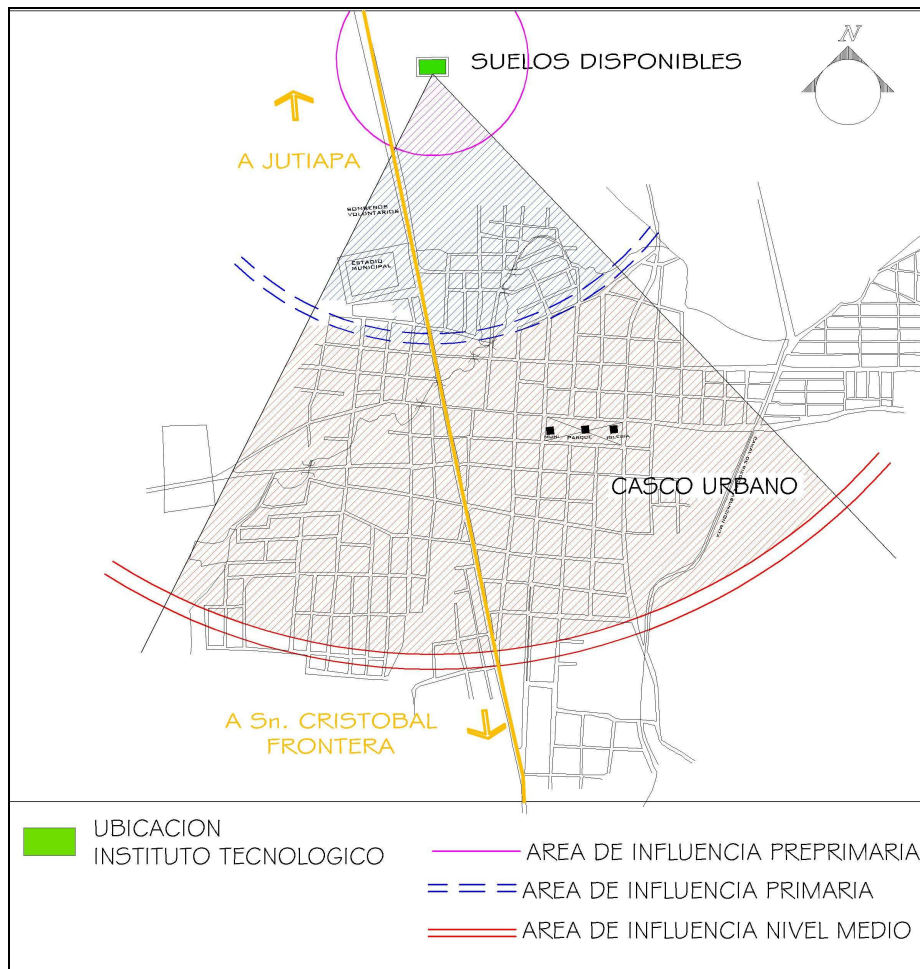 N
SUELOS DISPONIBLES
A JUTIAPA
BOMBEROS
VOLUNTARIOS
ESTADIO
MUNICIPAL
PARQUE
IGLESIA
CASCO URBANO
A Sn. CRISTOBAL
FRONTERA
UBICACION
INSTITUTO TECNOLOGICO
AREA DE INFLUENCIA PREPRIMARIA
AREA DE INFLUENCIA PRIMARIA
AREA DE INFLUENCIA NIVEL MEDIO